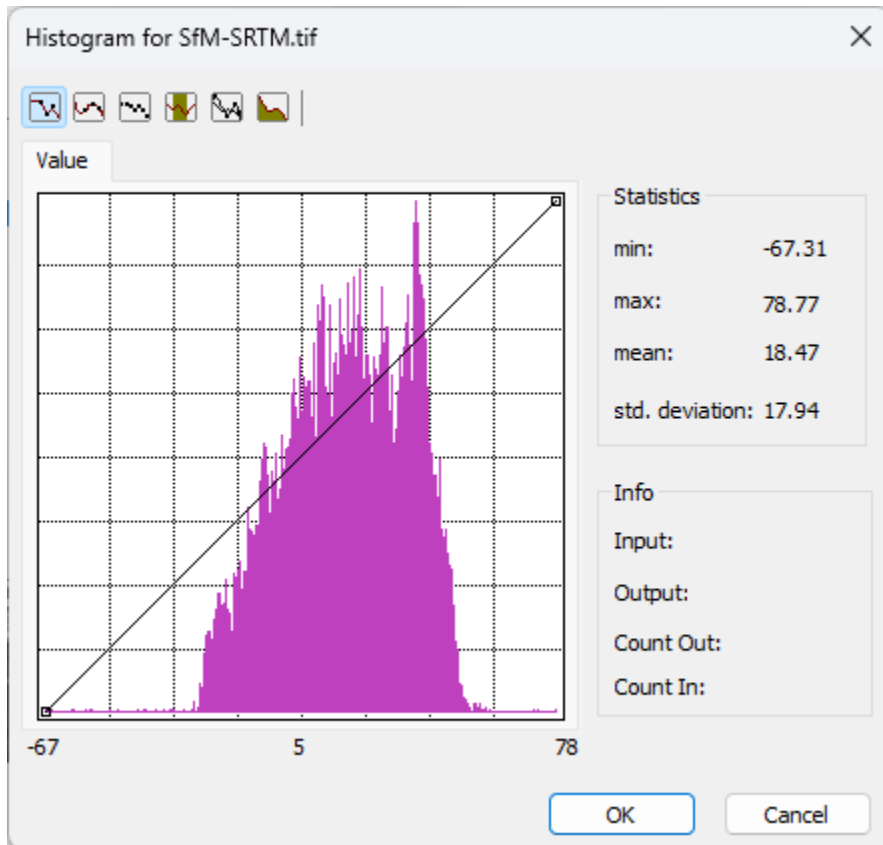 Histogram for SfM-SRTM.tif
Value
Statistics
min: -67.31
max: 78.77
mean: 18.47
std. deviation: 17.94
Info
Input:
Output:
Count Out:
Count In:
-67 5 78
OK Cancel